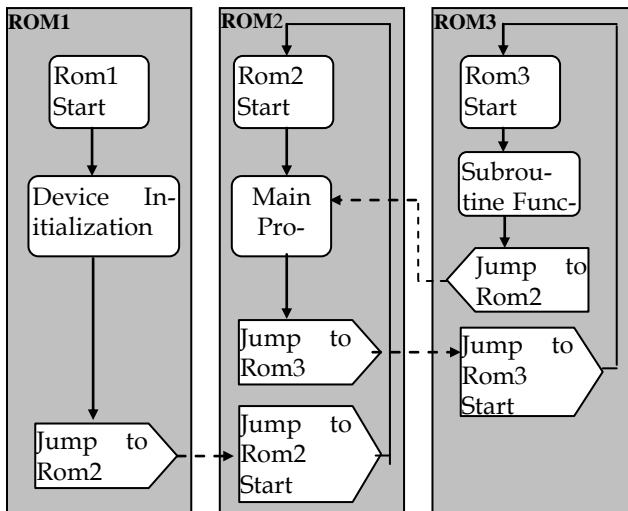 ROM1
Rom1
Start
Device In-
itialization
Jump to
Rom2
ROM2
Rom2
Start
Main
Pro-
Jump to
Rom3
Jump to
Rom2
Start
ROM3
Rom3
Start
Subrou-
tine Func-
Jump to
Rom2
Jump to
Rom3
Start